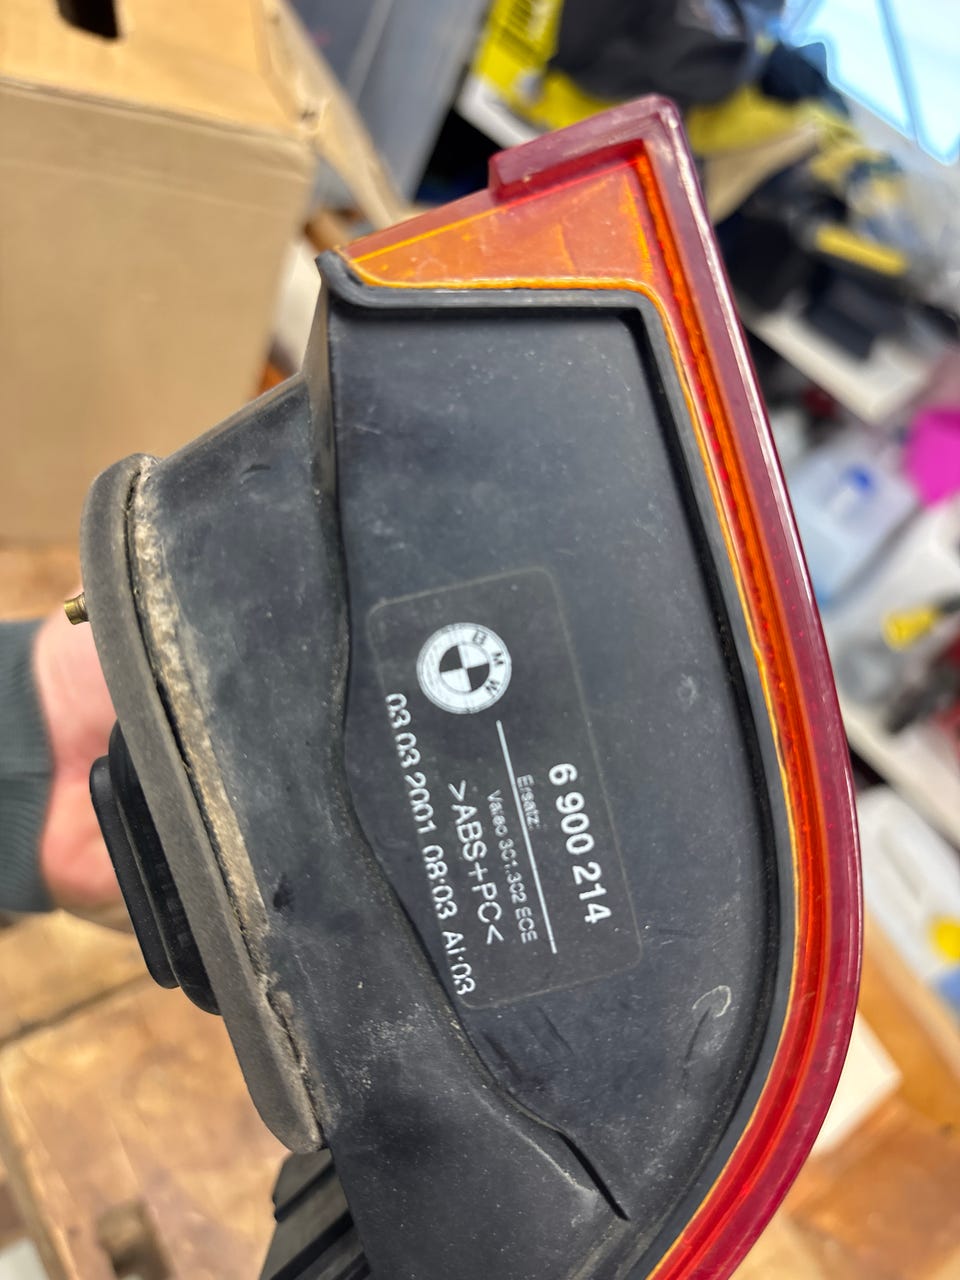 BMW
6 900 214
Ersatz:
Valeo 301.302 ECE
>ABS+PC<
03 03 2001 08:03 AI:03